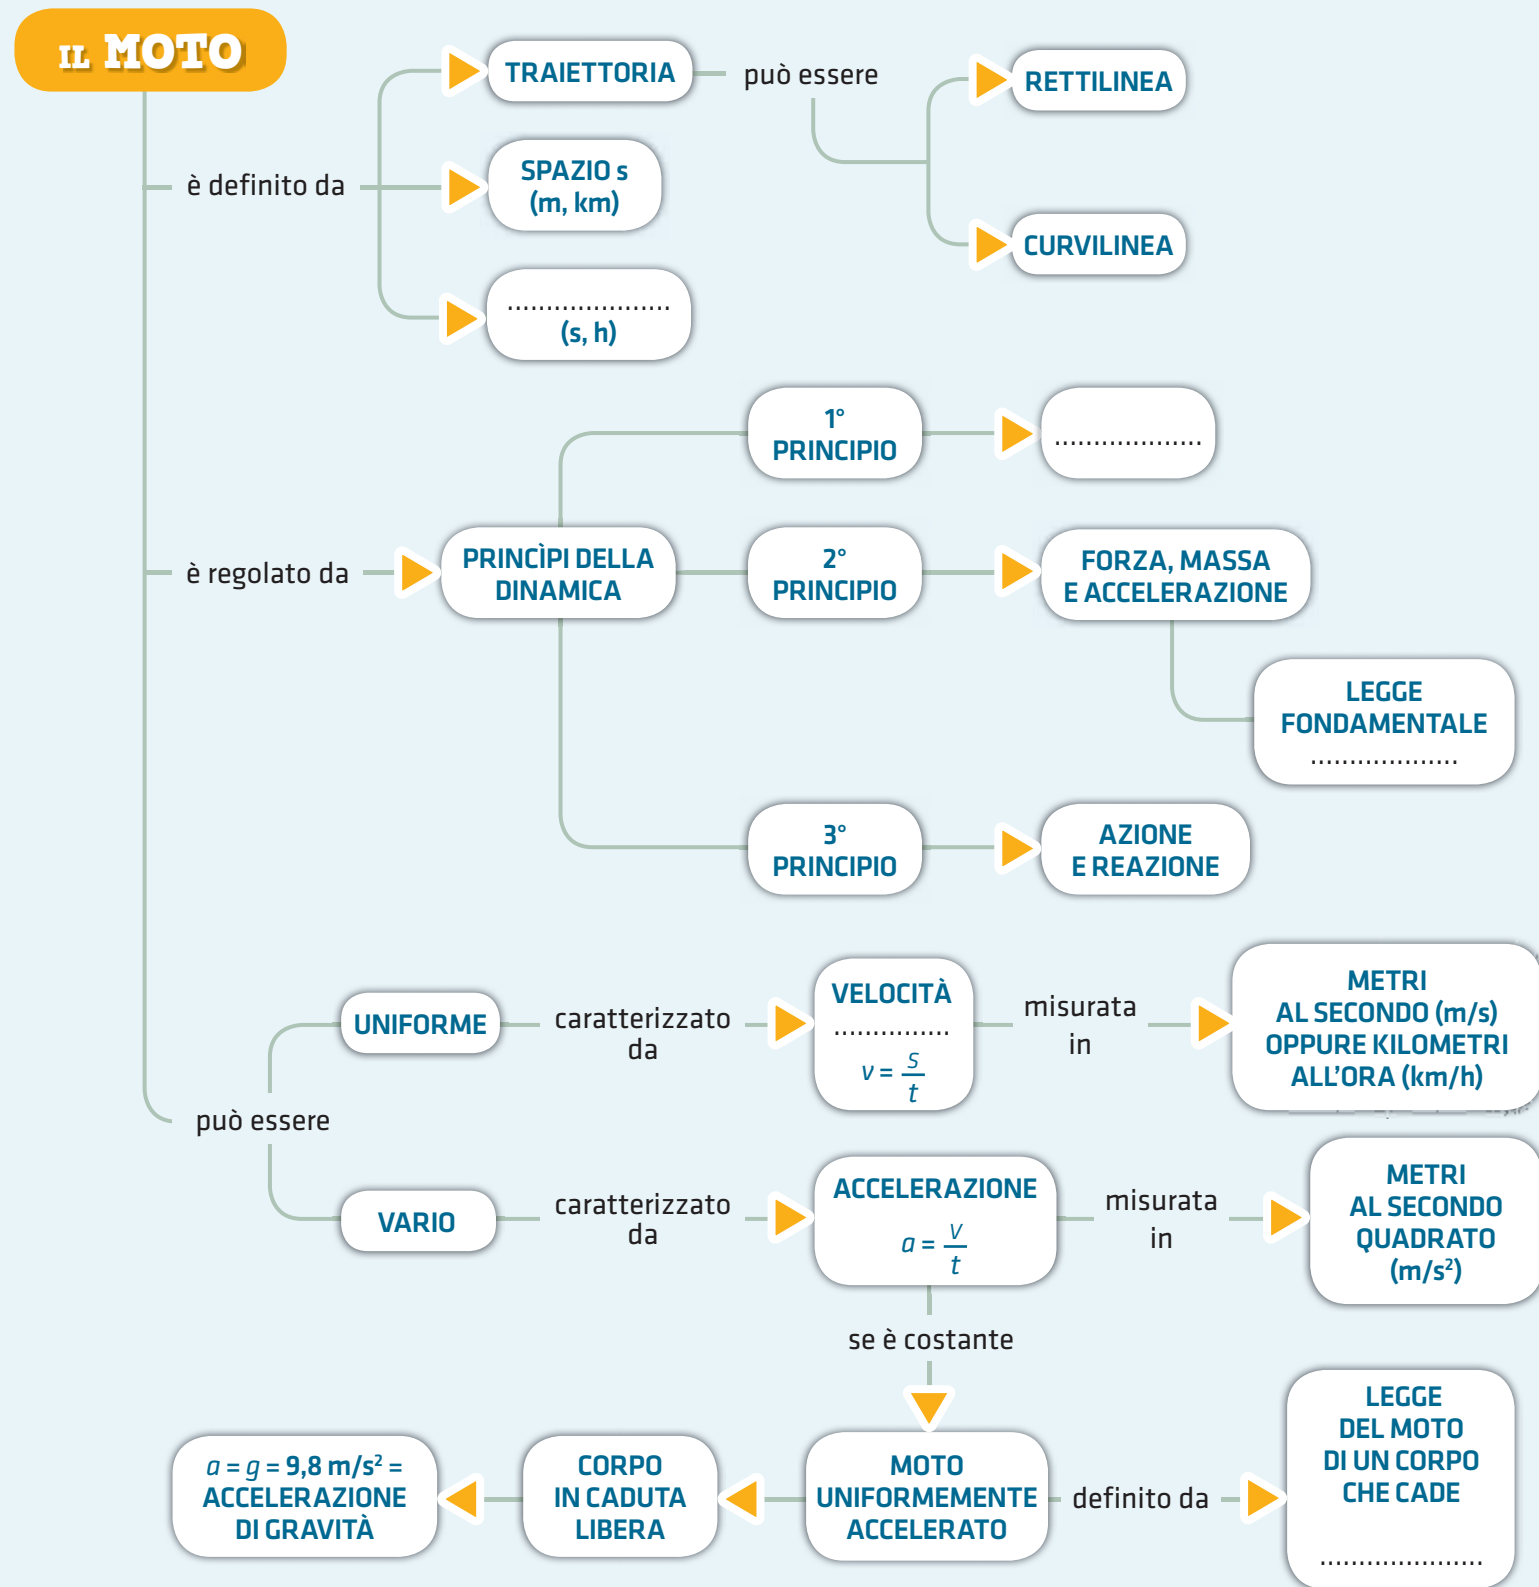 IL MOTO
è definito da
TRAIETTORIA
può essere
RETTILINEA
CURVILINEA
SPAZIO s
(m, km)
.....................
(s, h)
è regolato da
PRINCÌPI DELLA
DINAMICA
1°
PRINCIPIO
...................
2°
PRINCIPIO
FORZA, MASSA
E ACCELERAZIONE
LEGGE
FONDAMENTALE
...................
3°
PRINCIPIO
AZIONE
E REAZIONE
può essere
UNIFORME
caratterizzato
da
VELOCITÀ
...............
v = s/t
misurata
in
METRI
AL SECONDO (m/s)
OPPURE KILOMETRI
ALL'ORA (km/h)
VARIO
caratterizzato
da
ACCELERAZIONE
a = v/t
misurata
in
METRI
AL SECONDO
QUADRATO
(m/s²)
se è costante
MOTO
UNIFORMEMENTE
ACCELERATO
definito da
LEGGE
DEL MOTO
DI UN CORPO
CHE CADE
.....................
CORPO
IN CADUTA
LIBERA
a = g = 9,8 m/s² =
ACCELERAZIONE
DI GRAVITÀ